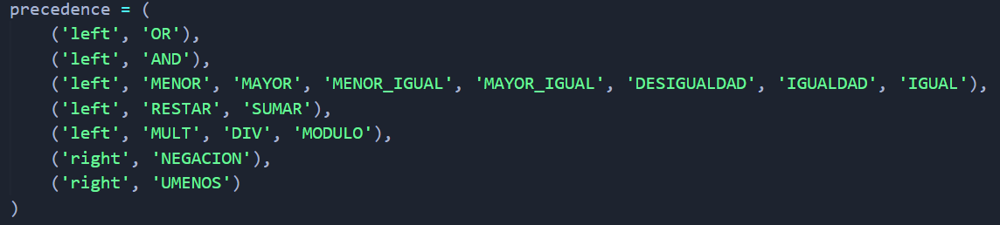 precedence = (
    ('left', 'OR'),
    ('left', 'AND'),
    ('left', 'MENOR', 'MAYOR', 'MENOR_IGUAL', 'MAYOR_IGUAL', 'DESIGUALDAD', 'IGUALDAD', 'IGUAL'),
    ('left', 'RESTAR', 'SUMAR'),
    ('left', 'MULT', 'DIV', 'MODULO'),
    ('right', 'NEGACION'),
    ('right', 'UMENOS')
)